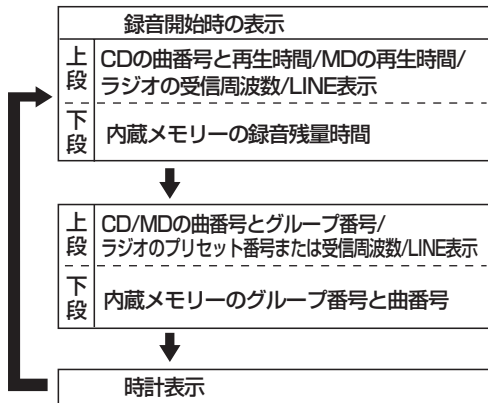 録音開始時の表示
上段
CDの曲番号と再生時間/MDの再生時間/
ラジオの受信周波数/LINE表示
下段
内蔵メモリーの録音残量時間
上段
CD/MDの曲番号とグループ番号/
ラジオのプリセット番号または受信周波数/LINE表示
下段
内蔵メモリーのグループ番号と曲番号
時計表示